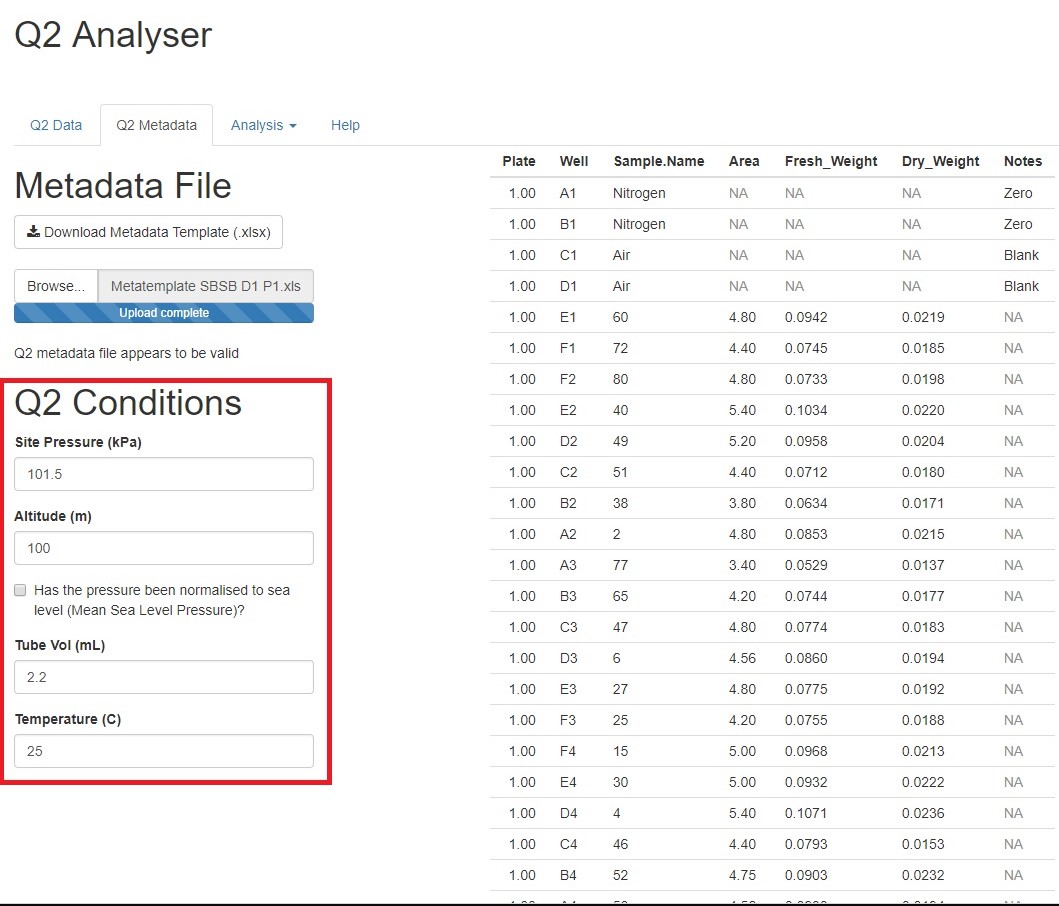 Q2 Analyser
Q2 Data Q2 Metadata Analysis Help
Metadata File
Download Metadata Template (.xlsx)
Browse... Metatemplate SBSB D1 P1.xls
Upload complete
Q2 metadata file appears to be valid
Q2 Conditions
Site Pressure (kPa)
101.5
Altitude (m)
100
Has the pressure been normalised to sea
level (Mean Sea Level Pressure)?
Tube Vol (mL)
2.2
Temperature (C)
25
Plate Well Sample.Name Area Fresh_Weight Dry_Weight Notes
1.00 A1 Nitrogen NA NA NA Zero
1.00 B1 Nitrogen NA NA NA Zero
1.00 C1 Air NA NA NA Blank
1.00 D1 Air NA NA NA Blank
1.00 E1 60 4.80 0.0942 0.0219 NA
1.00 F1 72 4.40 0.0745 0.0185 NA
1.00 F2 80 4.80 0.0733 0.0198 NA
1.00 E2 40 5.40 0.1034 0.0220 NA
1.00 D2 49 5.20 0.0958 0.0204 NA
1.00 C2 51 4.40 0.0712 0.0180 NA
1.00 B2 38 3.80 0.0634 0.0171 NA
1.00 A2 2 4.80 0.0853 0.0215 NA
1.00 A3 77 3.40 0.0529 0.0137 NA
1.00 B3 65 4.20 0.0744 0.0177 NA
1.00 C3 47 4.80 0.0774 0.0183 NA
1.00 D3 6 4.56 0.0860 0.0194 NA
1.00 E3 27 4.80 0.0775 0.0192 NA
1.00 F3 25 4.20 0.0755 0.0188 NA
1.00 F4 15 5.00 0.0968 0.0213 NA
1.00 E4 30 5.00 0.0932 0.0222 NA
1.00 D4 4 5.40 0.1071 0.0236 NA
1.00 C4 46 4.40 0.0793 0.0153 NA
1.00 B4 52 4.75 0.0903 0.0232 NA